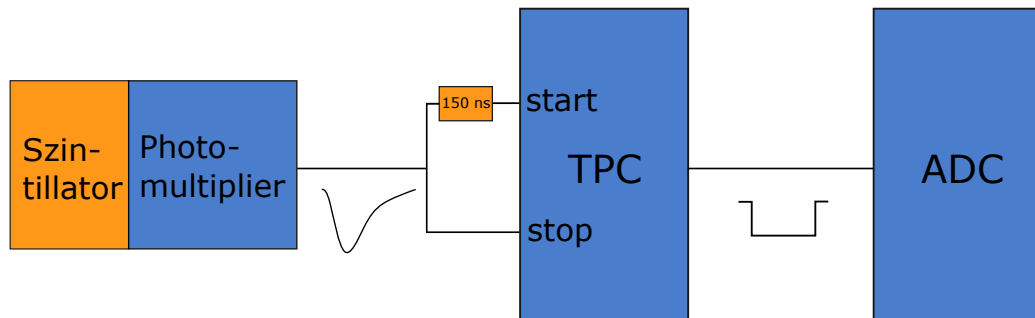 Szin-
tillator
Photo-
multiplier
150 ns
start
TPC
stop
ADC